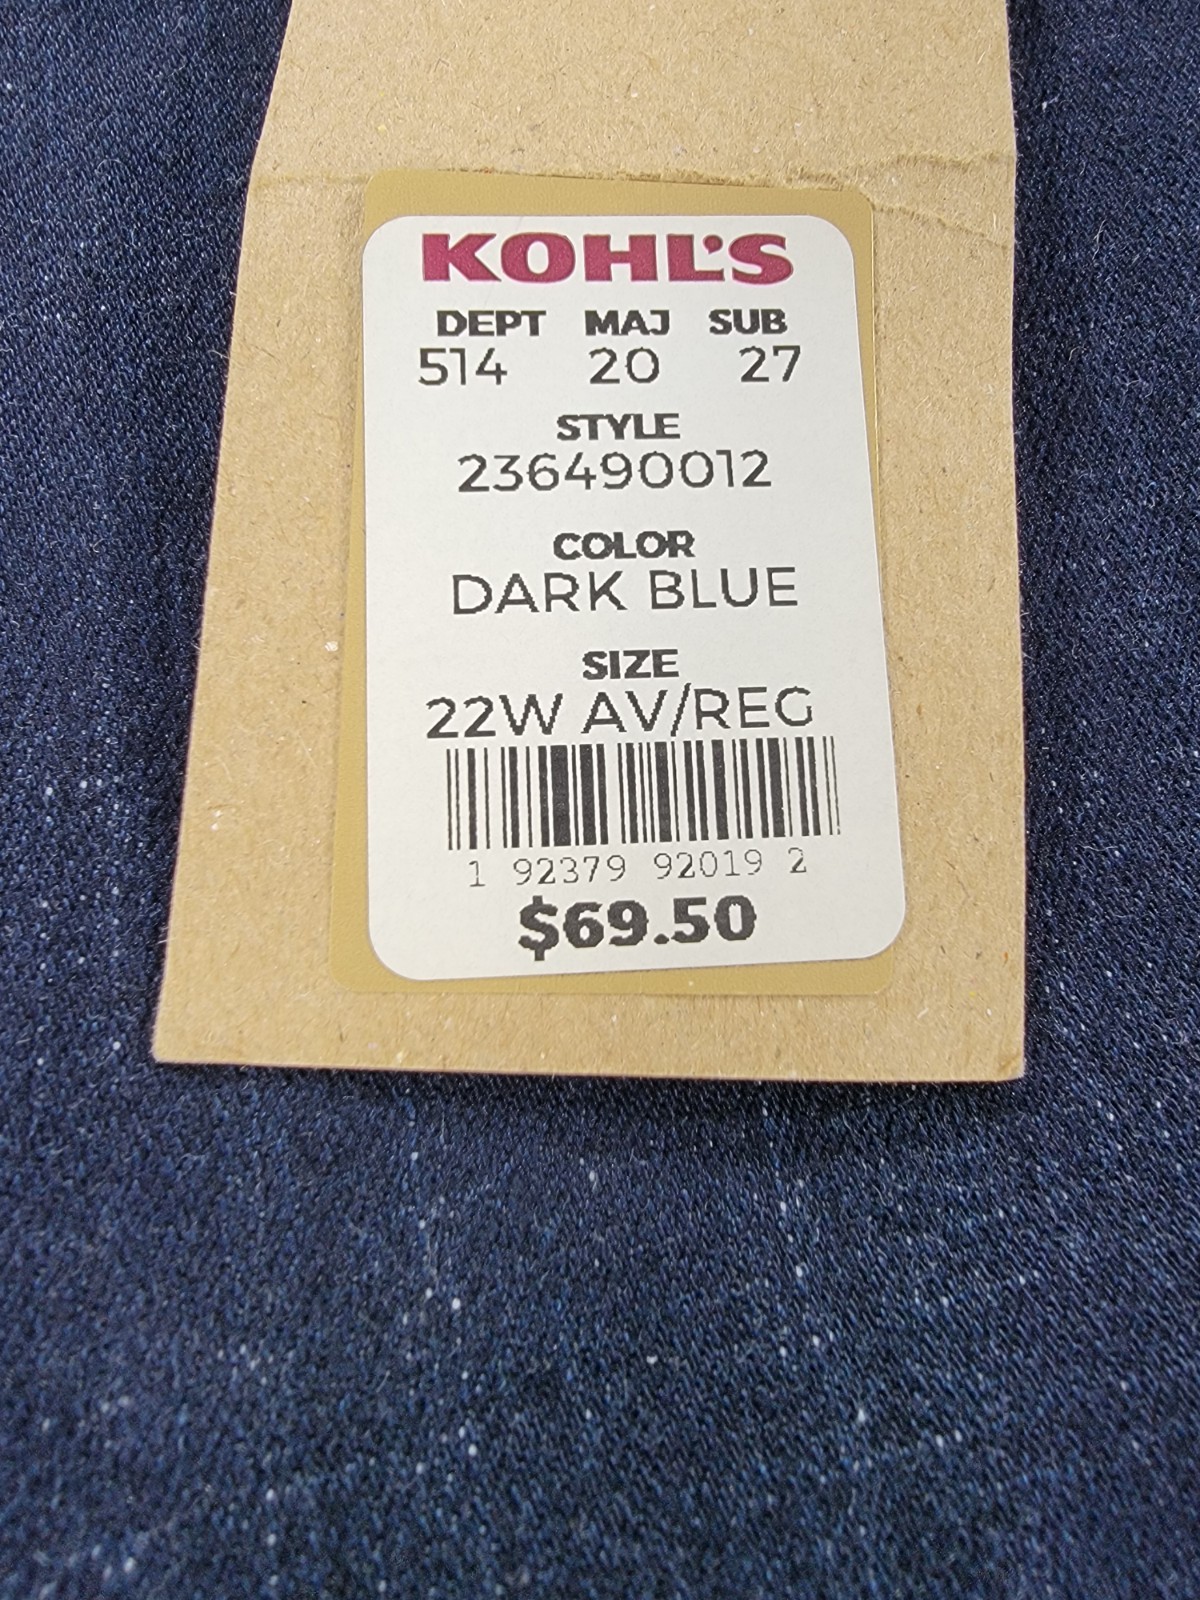 KOHL'S
DEPT MAJ SUB
514 20 27
STYLE
236490012
COLOR
DARK BLUE
SIZE
22W AV/REG
1 92379 92019 2
$69.50